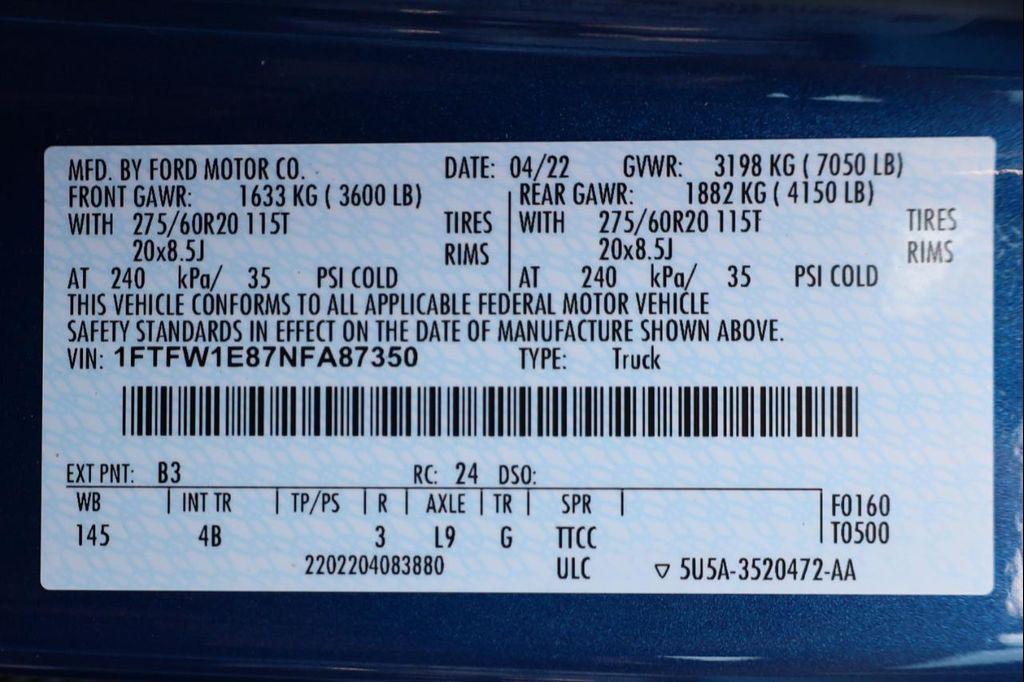 MFD. BY FORD MOTOR CO. DATE: 04/22 GVWR: 3198 KG ( 7050 LB)
FRONT GAWR: 1633 KG ( 3600 LB) REAR GAWR: 1882 KG ( 4150 LB)
WITH 275/60R20 115T TIRES WITH 275/60R20 115T TIRES
20x8.5J RIMS 20x8.5J RIMS
AT 240 kPa/ 35 PSI COLD AT 240 kPa/ 35 PSI COLD
THIS VEHICLE CONFORMS TO ALL APPLICABLE FEDERAL MOTOR VEHICLE
SAFETY STANDARDS IN EFFECT ON THE DATE OF MANUFACTURE SHOWN ABOVE.
VIN: 1FTFW1E87NFA87350 TYPE: Truck
EXT PNT: B3 RC: 24 DSO:
WB INT TR TP/PS R AXLE TR SPR F0160
145 4B 3 L9 G TTCC T0500
2202204083880 ULC ▽ 5U5A-3520472-AA